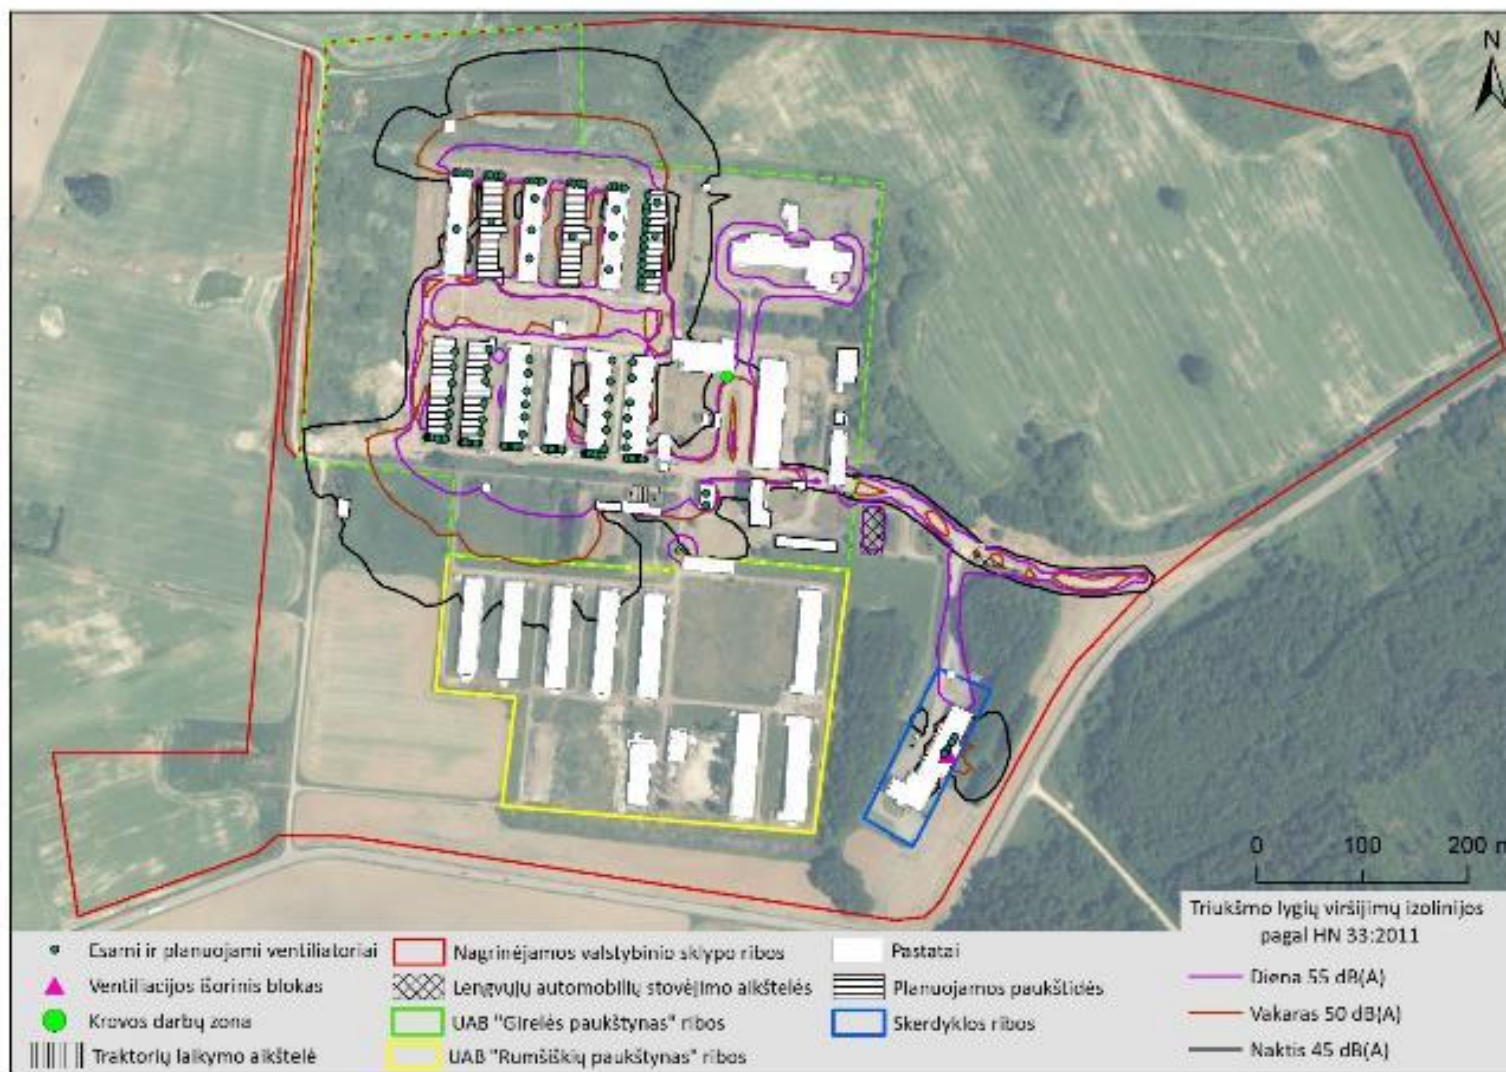 N
0 100 200 m
Triukšmo lygių viršijimų izolinijos
pagal HN 33:2011
Diena 55 dB(A)
Vakaras 50 dB(A)
Naktis 45 dB(A)
Esami ir planuojami ventiliatoriai
Ventiliacijos išorinis blokas
Krovos darbų zona
Traktorių laikymo aikštelė
Nagrinėjamos valstybinio sklypo ribos
Lengvųjų automobilių stovėjimo aikštelės
UAB "Girelės paukštynas" ribos
UAB "Rumšiškių paukštynas" ribos
Pastatai
Planuojamos paukštidės
Skerdyklos ribos